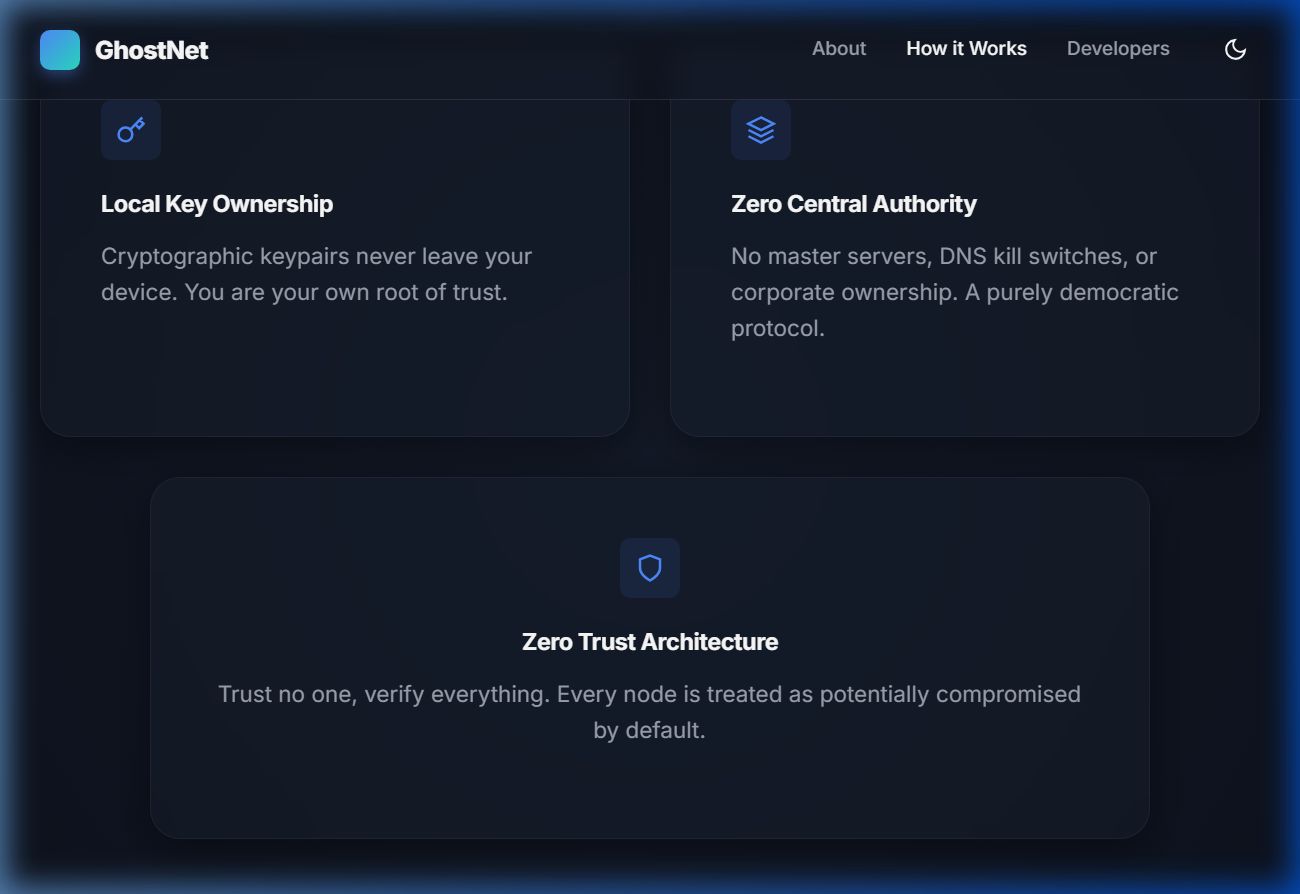 GhostNet
About
How it Works
Developers
Local Key Ownership
Cryptographic keypairs never leave your
device. You are your own root of trust.
Zero Central Authority
No master servers, DNS kill switches, or
corporate ownership. A purely democratic
protocol.
Zero Trust Architecture
Trust no one, verify everything. Every node is treated as potentially compromised
by default.